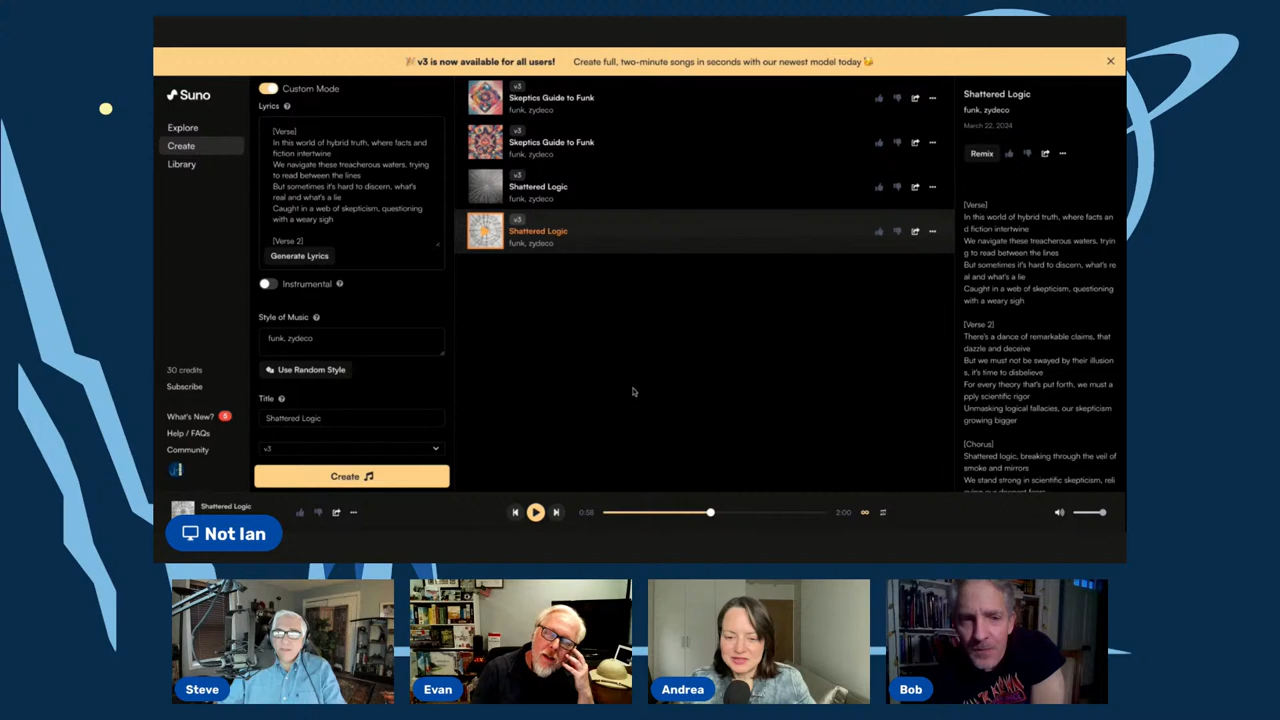 v3 is now available for all users! Create full, two-minute songs in seconds with our newest model today
Suno
Explore
Create
Library
30 credits
Subscribe
What's New? 5
Help / FAQs
Community
Custom Mode
Lyrics
[Verse]
In this world of hybrid truth, where facts and
fiction intertwine
We navigate these treacherous waters, trying
to read between the lines
But sometimes it's hard to discern, what's
real and what's a lie
Caught in a web of skepticism, questioning
with a weary sigh
[Verse 2]
Generate Lyrics
Instrumental
Style of Music
funk, zydeco
Use Random Style
Title
Shattered Logic
v3
Create
v3
Skeptics Guide to Funk
funk, zydeco
v3
Skeptics Guide to Funk
funk, zydeco
v3
Shattered Logic
funk, zydeco
v3
Shattered Logic
funk, zydeco
Shattered Logic
funk, zydeco
March 22, 2024
Remix
[Verse]
In this world of hybrid truth, where facts an
d fiction intertwine
We navigate these treacherous waters, tryin
g to read between the lines
But sometimes it's hard to discern, what's re
al and what's a lie
Caught in a web of skepticism, questioning
with a weary sigh
[Verse 2]
There's a dance of remarkable claims, that
dazzle and deceive
But we must not be swayed by their illusion
s, it's time to disbelieve
For every theory that's put forth, we must a
pply scientific rigor
Unmasking logical fallacies, our skepticism
growing bigger
[Chorus]
Shattered logic, breaking through the veil of
smoke and mirrors
We stand strong in scientific skepticism, reli
Shattered Logic
0:58
2:00
Not Ian
Steve
Evan
Andrea
Bob